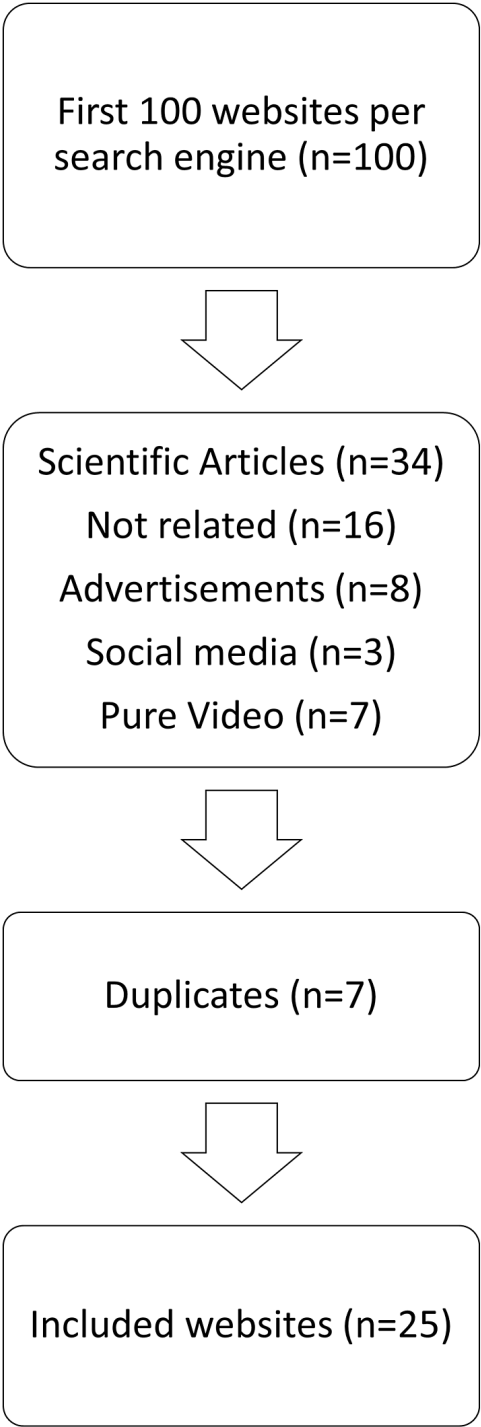 First 100 websites per
search engine (n=100)
Scientific Articles (n=34)
Not related (n=16)
Advertisements (n=8)
Social media (n=3)
Pure Video (n=7)
Duplicates (n=7)
Included websites (n=25)